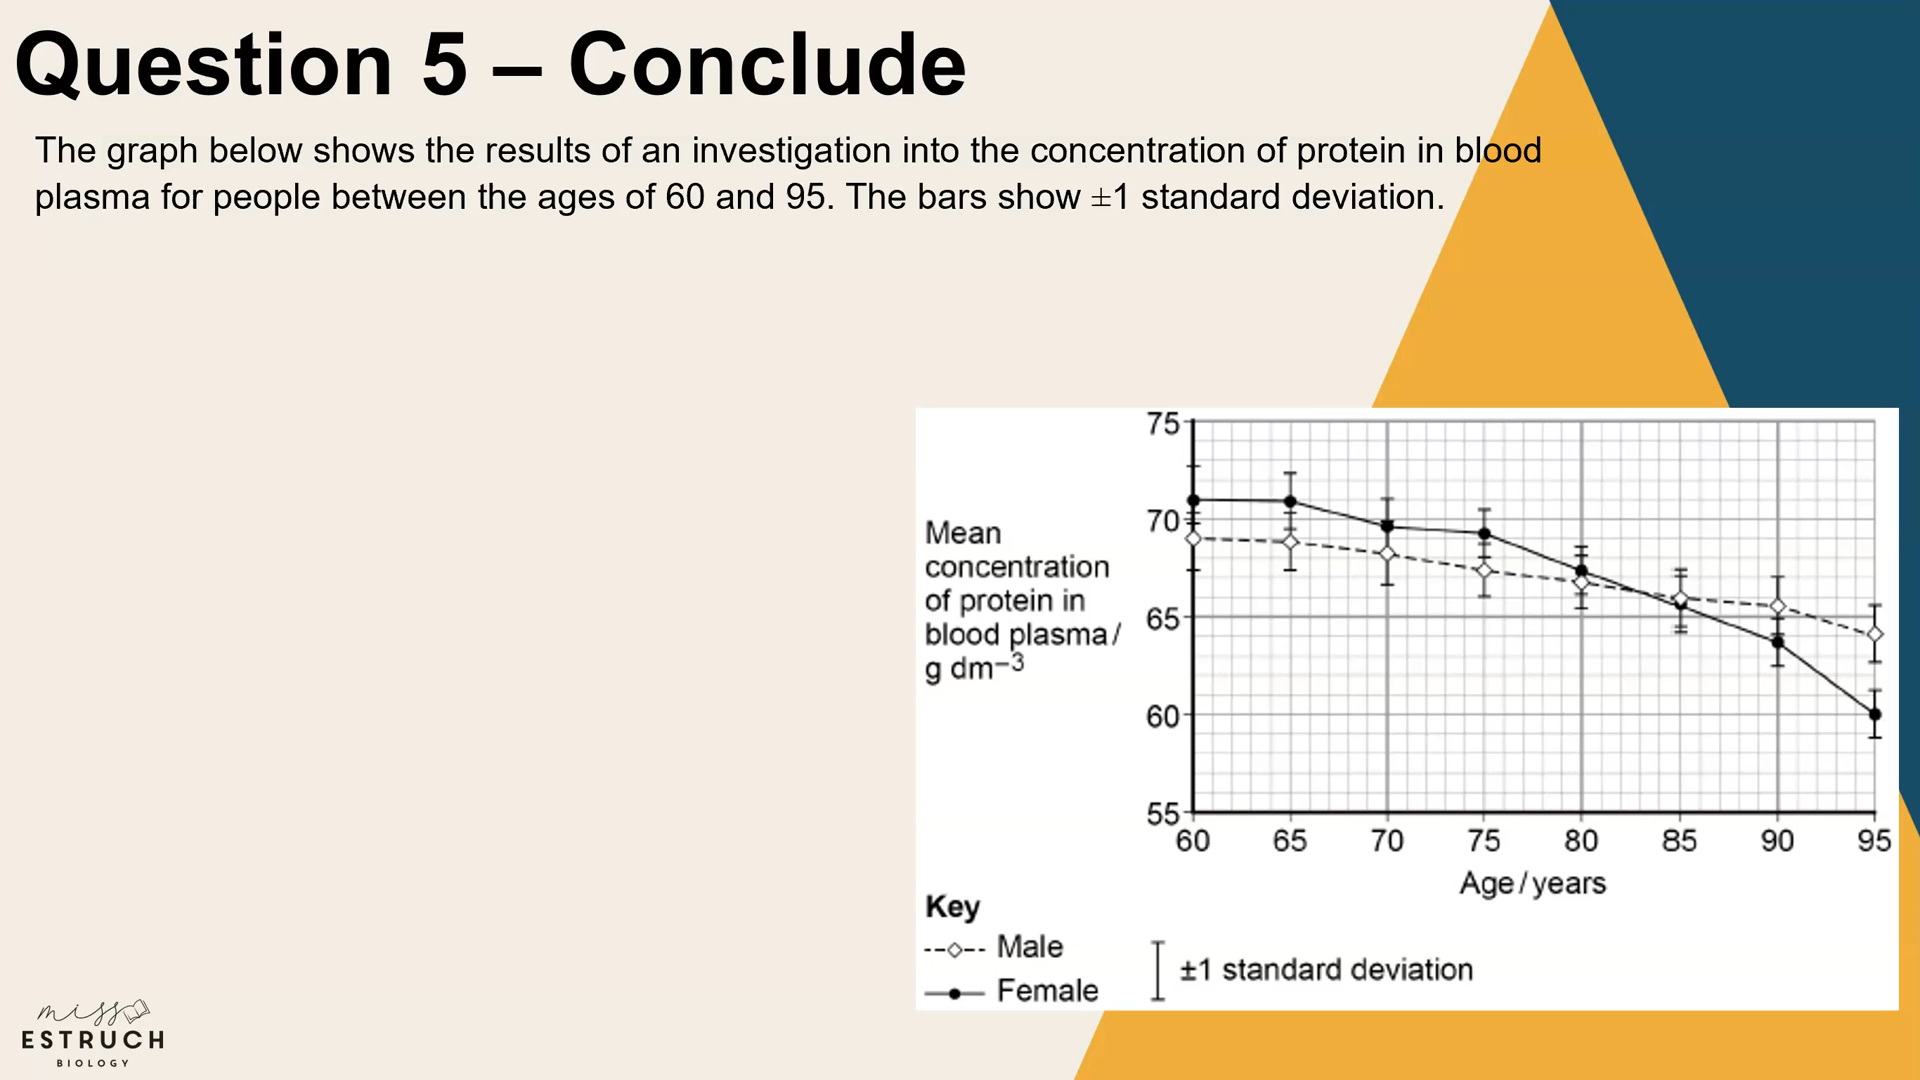 Question 5 – Conclude
The graph below shows the results of an investigation into the concentration of protein in blood
plasma for people between the ages of 60 and 95. The bars show ±1 standard deviation.
75
70
65
60
55
Mean
concentration
of protein in
blood plasma /
g dm−3
60 65 70 75 80 85 90 95
Age / years
Key
Male
Female
±1 standard deviation
miss
ESTRUCH
BIOLOGY